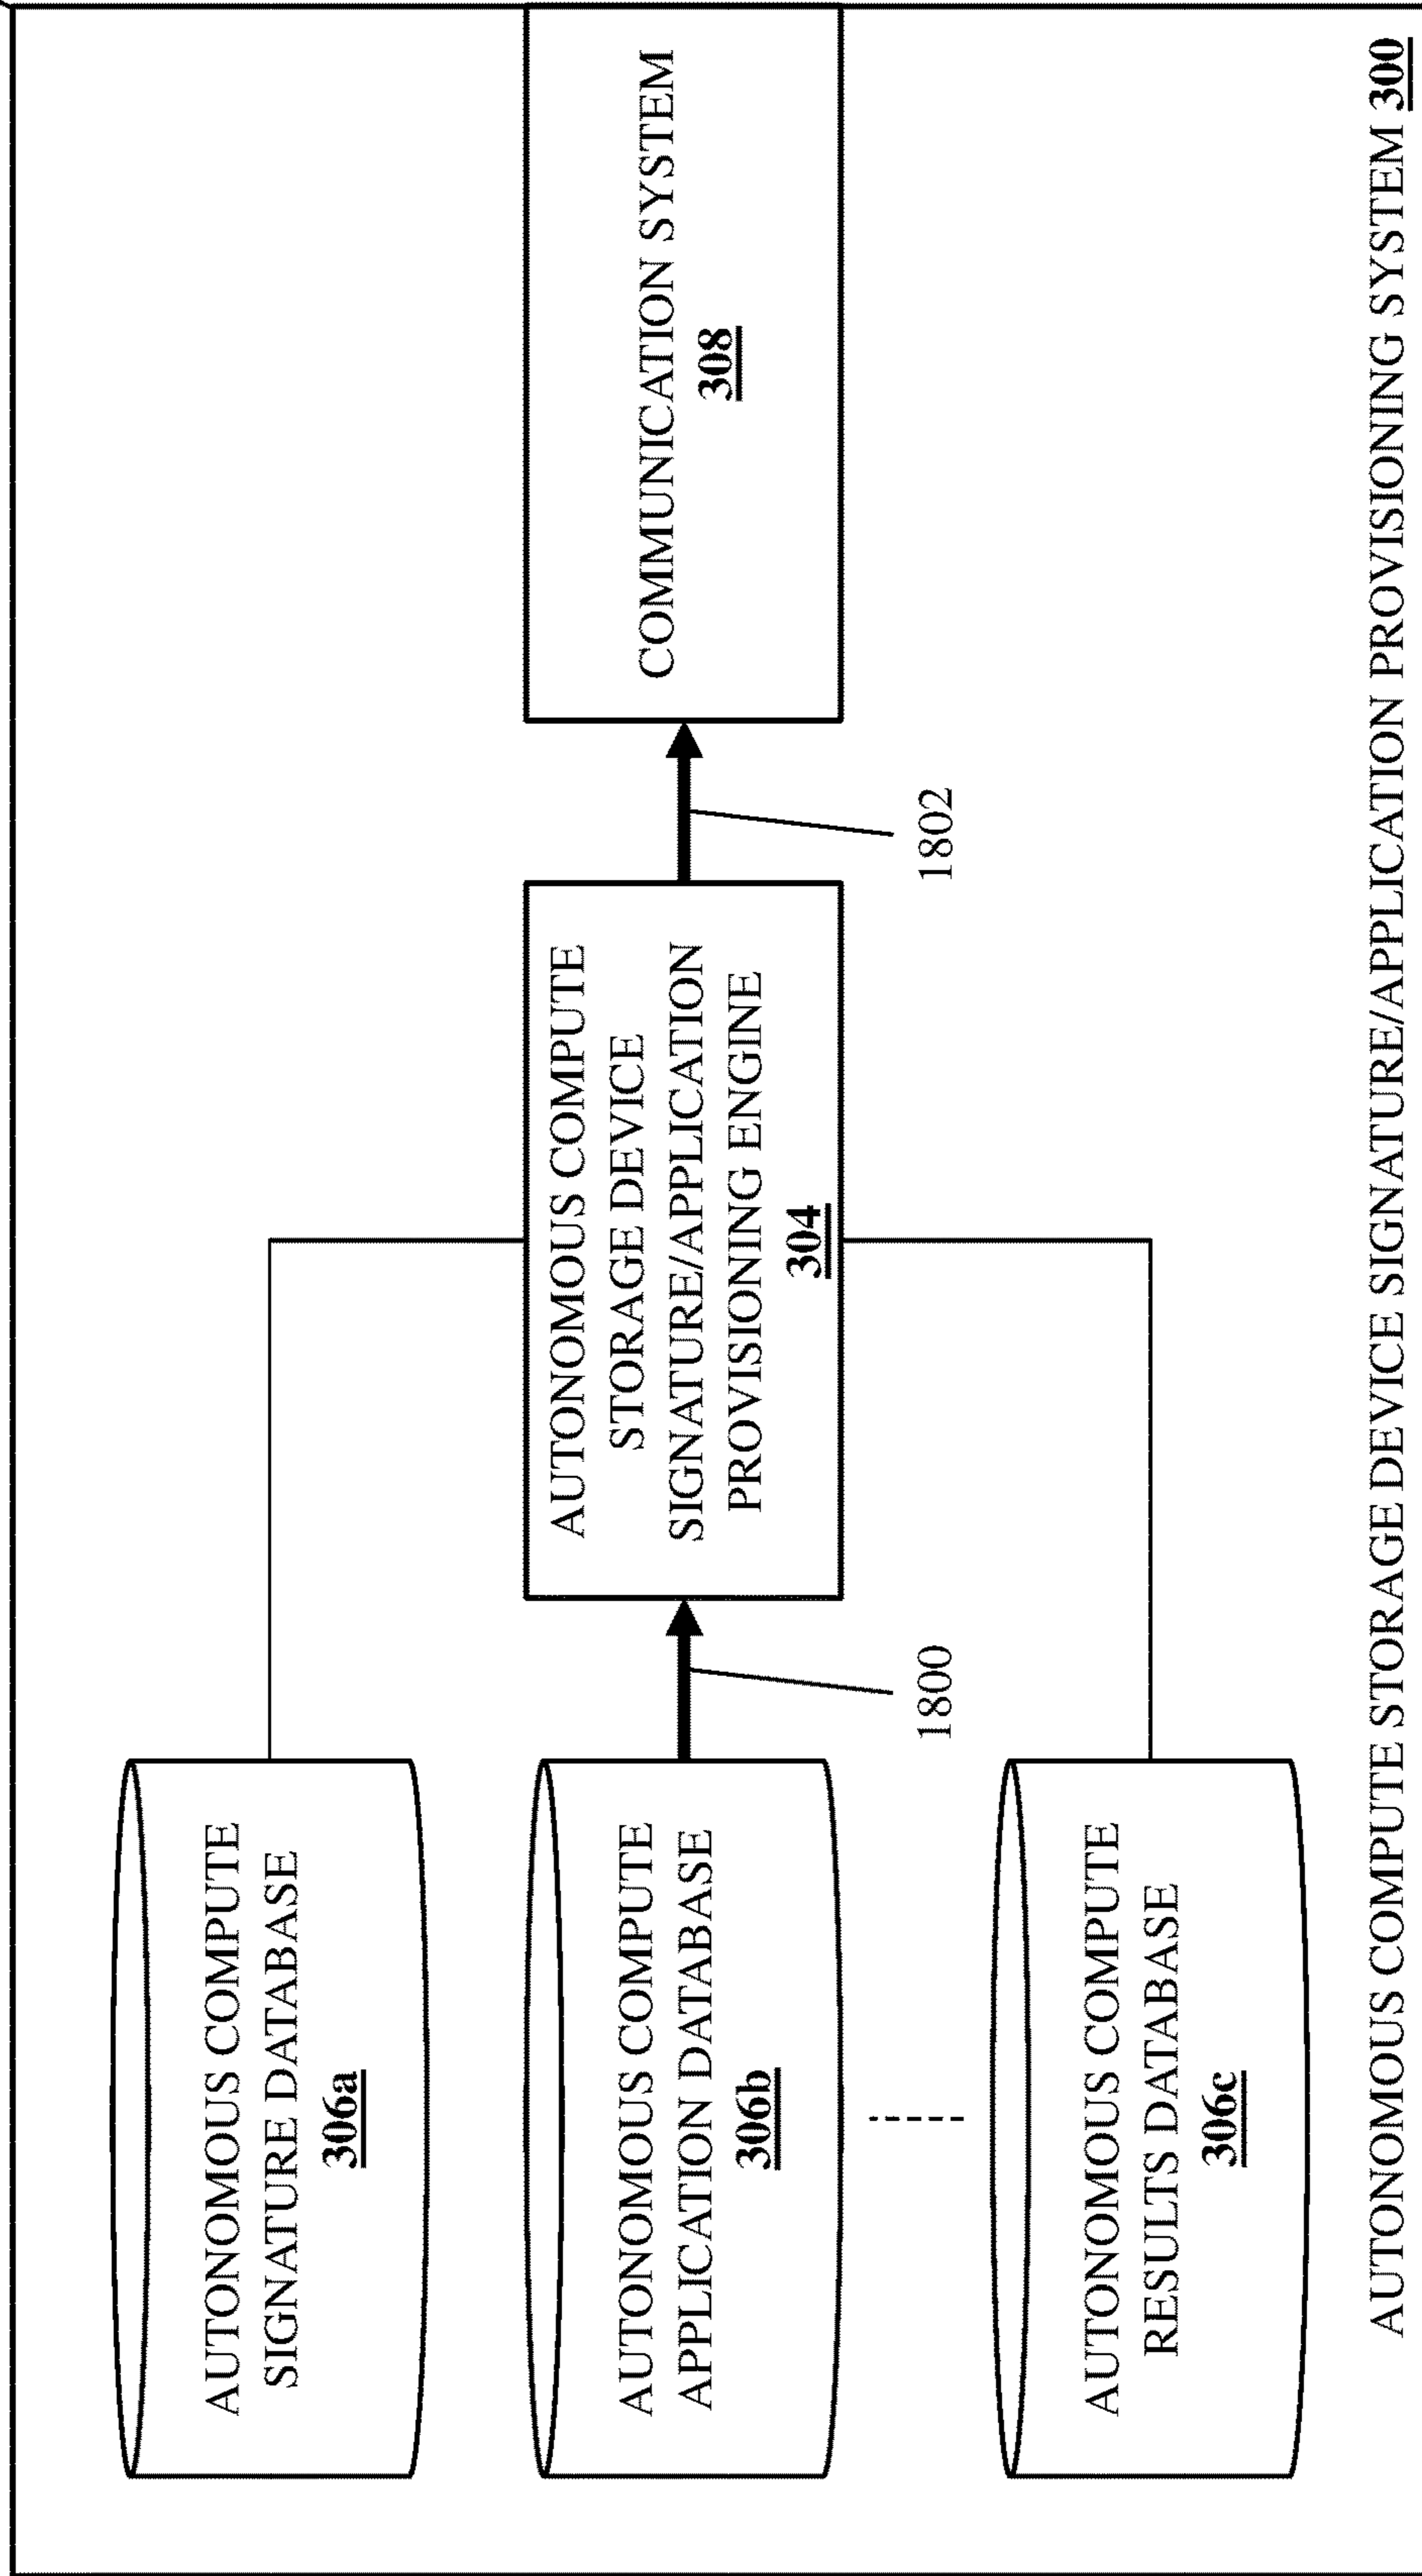 AUTONOMOUS COMPUTE
SIGNATURE DATABASE
306a
AUTONOMOUS COMPUTE
APPLICATION DATABASE
306b
AUTONOMOUS COMPUTE
RESULTS DATABASE
306c
1800
AUTONOMOUS COMPUTE
STORAGE DEVICE
SIGNATURE/APPLICATION
PROVISIONING ENGINE
304
1802
COMMUNICATION SYSTEM
308
AUTONOMOUS COMPUTE STORAGE DEVICE SIGNATURE/APPLICATION PROVISIONING SYSTEM 300